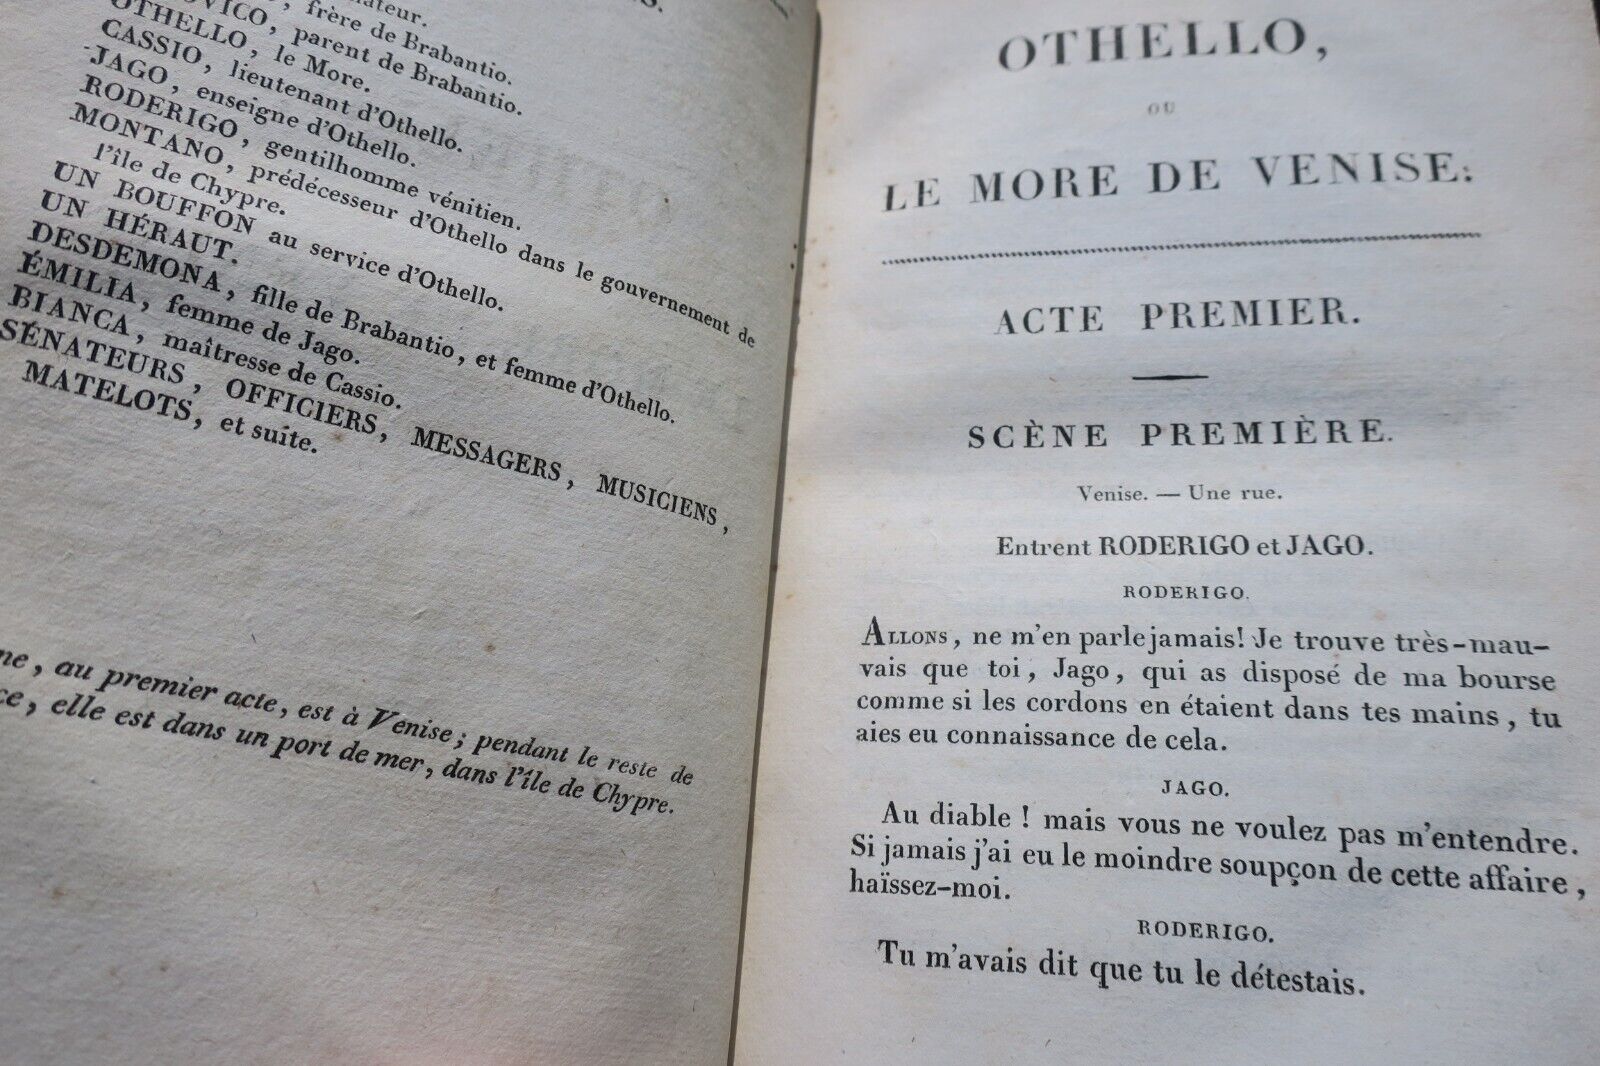 S.
nateur.
, frère de Brabantio.
OVICO, parent de Brabantio.
OTHELLO, le More.
CASSIO, lieutenant d'Othello.
JAGO, enseigne d'Othello.
RODERIGO, gentilhomme vénitien.
MONTANO, prédécesseur d'Othello dans le gouvernement de
l'île de Chypre.
UN BOUFFON au service d'Othello.
UN HÉRAUT.
DESDEMONA, fille de Brabantio, et femme d'Othello.
ÉMILIA, femme de Jago.
BIANCA, maîtresse de Cassio.
SÉNATEURS, OFFICIERS, MESSAGERS, MUSICIENS,
MATELOTS, et suite.
ne, au premier acte, est à Venise; pendant le reste de
ce, elle est dans un port de mer, dans l'île de Chypre.
OTHELLO,
OU
LE MORE DE VENISE.
ACTE PREMIER.
SCÈNE PREMIÈRE.
Venise. — Une rue.
Entrent RODERIGO et JAGO.
RODERIGO.
ALLONS, ne m'en parle jamais! Je trouve très-mau-
vais que toi, Jago, qui as disposé de ma bourse
comme si les cordons en étaient dans tes mains, tu
aies eu connaissance de cela.
JAGO.
Au diable! mais vous ne voulez pas m'entendre.
Si jamais j'ai eu le moindre soupçon de cette affaire,
haïssez-moi.
RODERIGO.
Tu m'avais dit que tu le détestais.